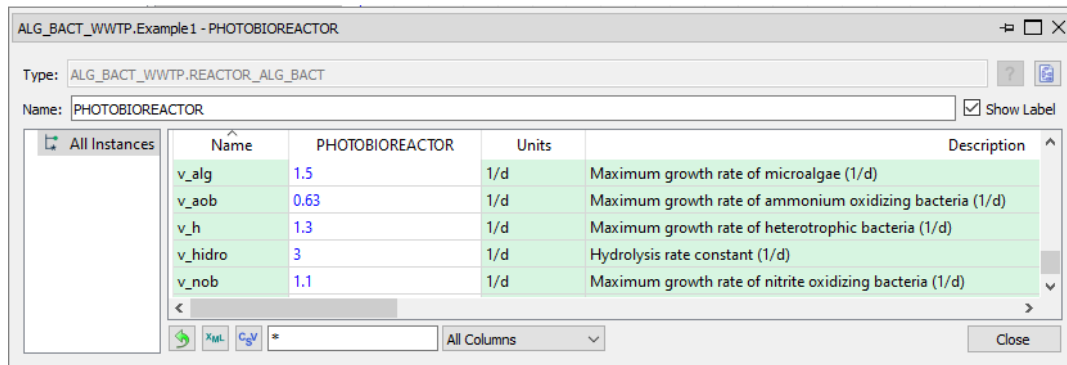 ALG_BACT_WWTP.Example1 - PHOTOBIOREACTOR
Type: ALG_BACT_WWTP.REACTOR_ALG_BACT ?
Name: PHOTOBIOREACTOR Show Label
All Instances Name PHOTOBIOREACTOR Units Description
v_alg 1.5 1/d Maximum growth rate of microalgae (1/d)
v_aob 0.63 1/d Maximum growth rate of ammonium oxidizing bacteria (1/d)
v_h 1.3 1/d Maximum growth rate of heterotrophic bacteria (1/d)
v_hidro 3 1/d Hydrolysis rate constant (1/d)
v_nob 1.1 1/d Maximum growth rate of nitrite oxidizing bacteria (1/d)
XML CSV * All Columns Close